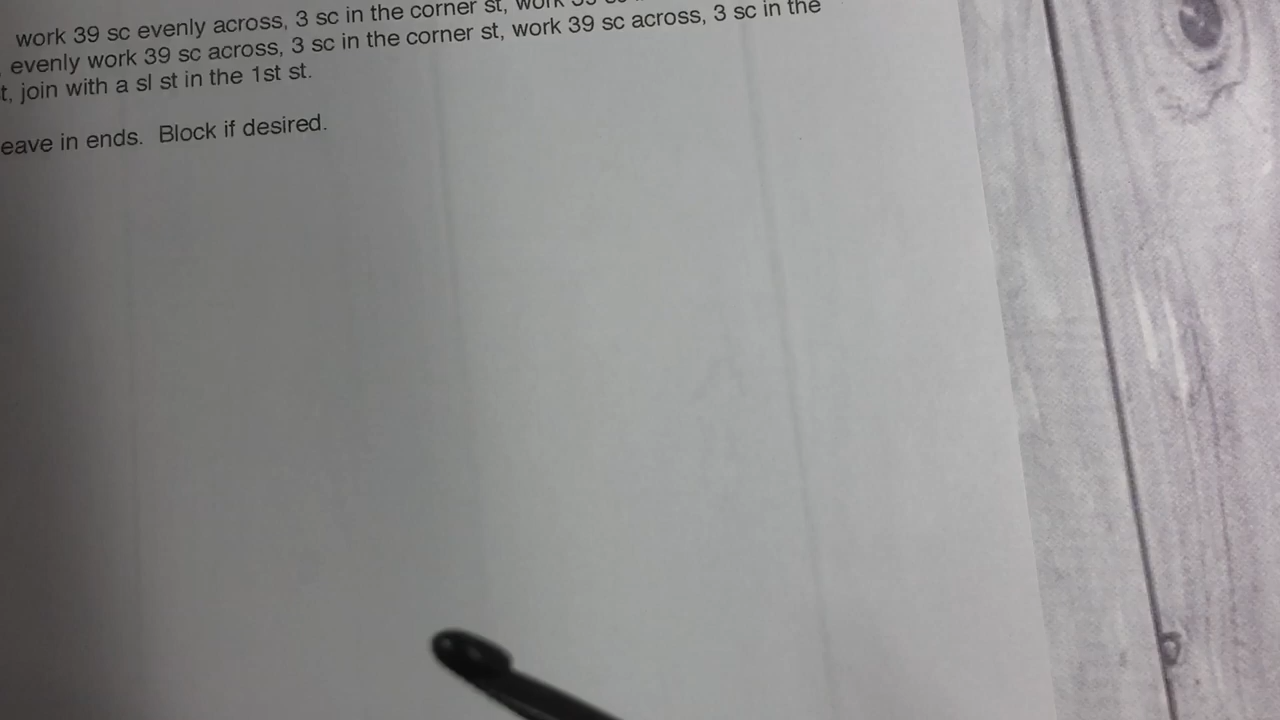 work 39 sc evenly across, 3 sc in the corner st, work
evenly work 39 sc across, 3 sc in the corner st, work 39 sc across, 3 sc in the
t, join with a sl st in the 1st st.
eave in ends. Block if desired.